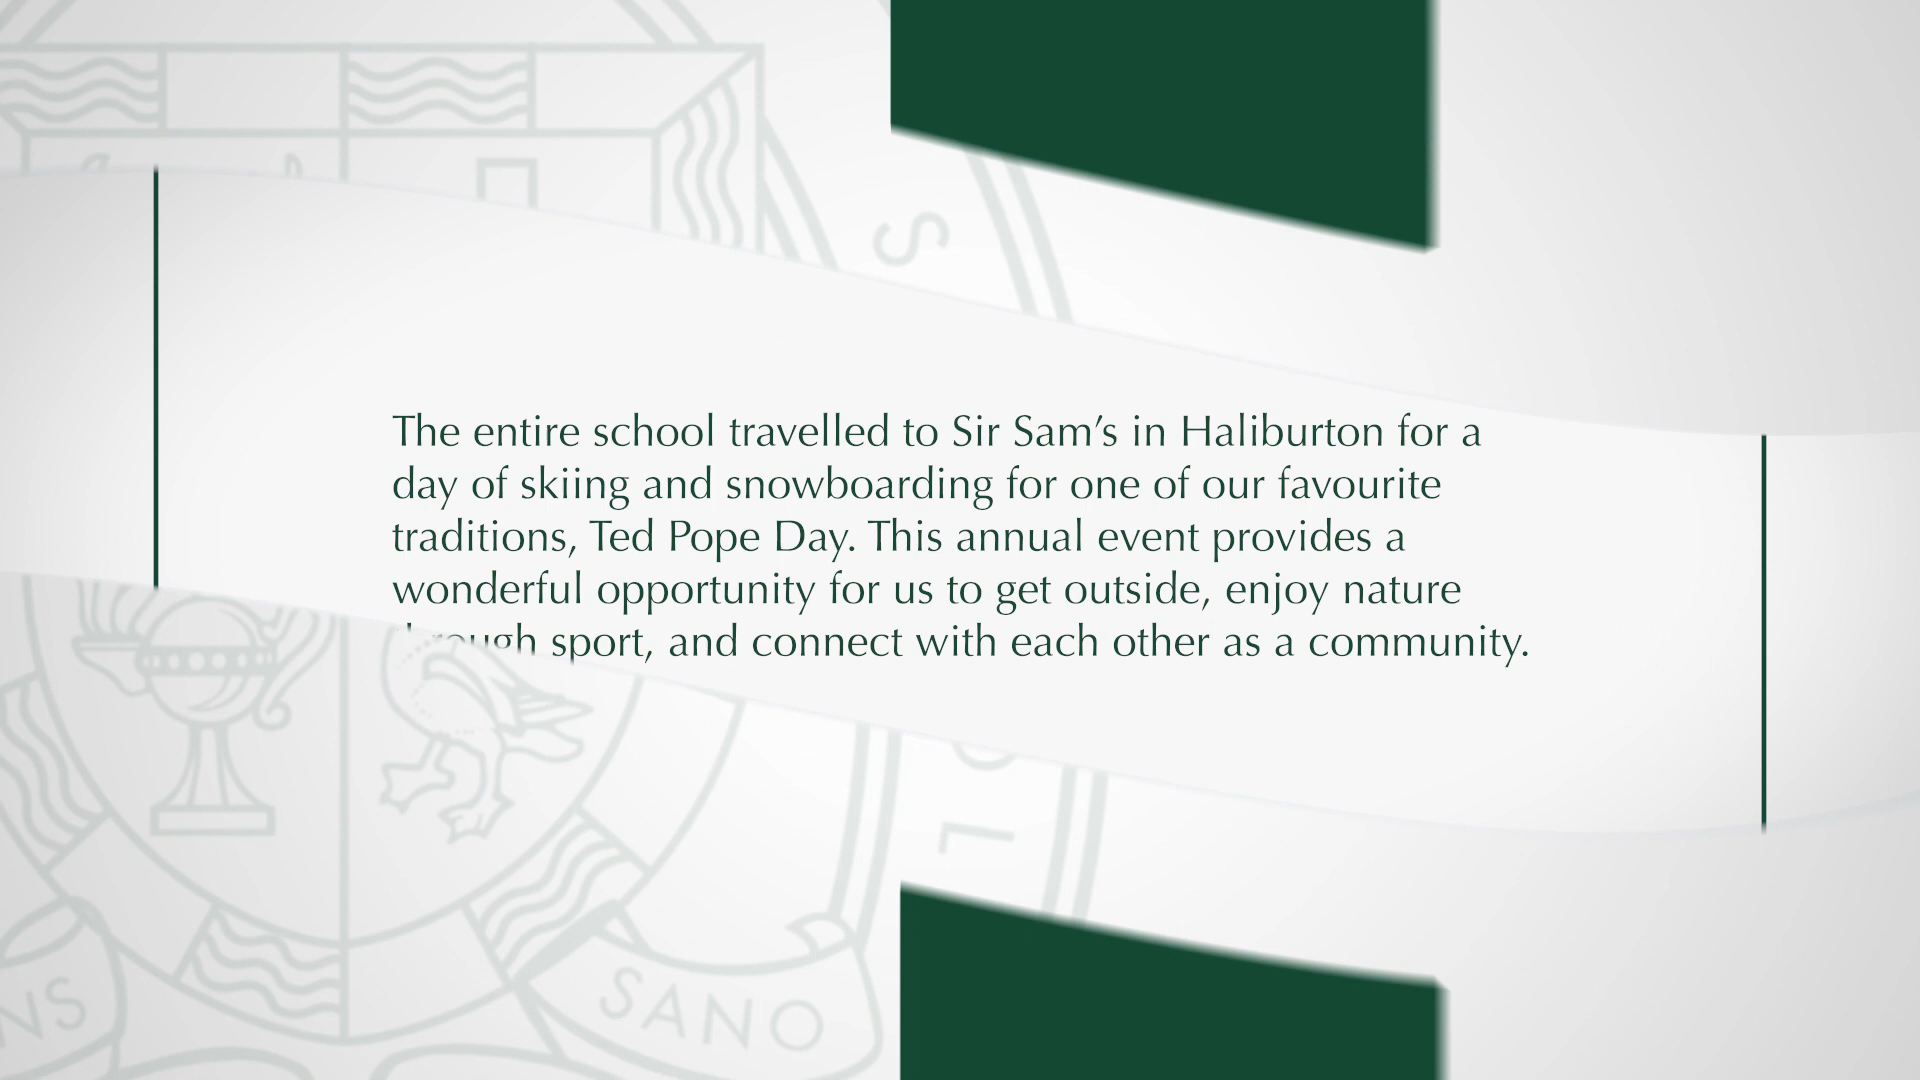 The entire school travelled to Sir Sam's in Haliburton for a
day of skiing and snowboarding for one of our favourite
traditions, Ted Pope Day. This annual event provides a
wonderful opportunity for us to get outside, enjoy nature
through sport, and connect with each other as a community.
S
O
L
NS
SANO